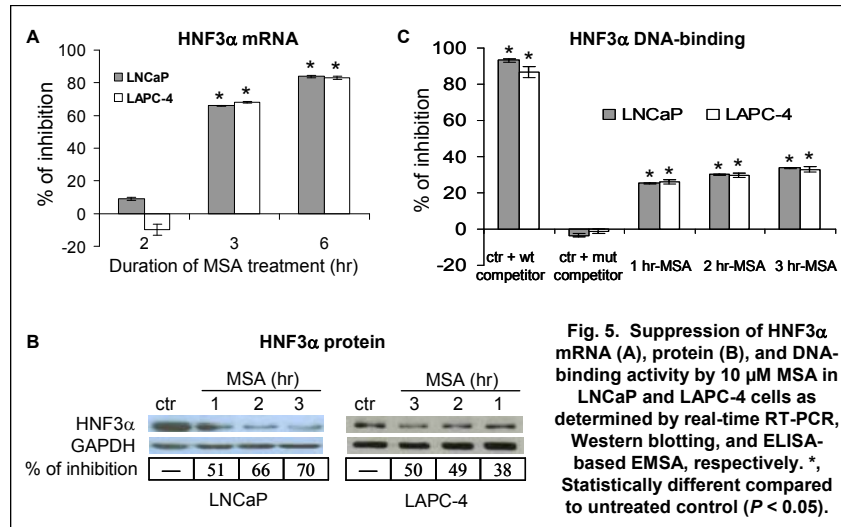 A
HNF3α mRNA
% of inhibition
100
80
60
40
20
0
-20
LNCaP
LAPC-4
* *
* *
2 3 6
Duration of MSA treatment (hr)
C
HNF3α DNA-binding
% of inhibition
100
80
60
40
20
0
-20
LNCaP LAPC-4
* *
* * * * * *
ctr + wt competitor
ctr + mut competitor
1 hr-MSA 2 hr-MSA 3 hr-MSA
B
HNF3α protein
MSA (hr)
ctr 1 2 3
MSA (hr)
ctr 3 2 1
HNF3α
GAPDH
% of inhibition — 51 66 70
— 50 49 38
LNCaP
LAPC-4
Fig. 5. Suppression of HNF3α
mRNA (A), protein (B), and DNA-
binding activity by 10 µM MSA in
LNCaP and LAPC-4 cells as
determined by real-time RT-PCR,
Western blotting, and ELISA-
based EMSA, respectively. *,
Statistically different compared
to untreated control (P < 0.05).